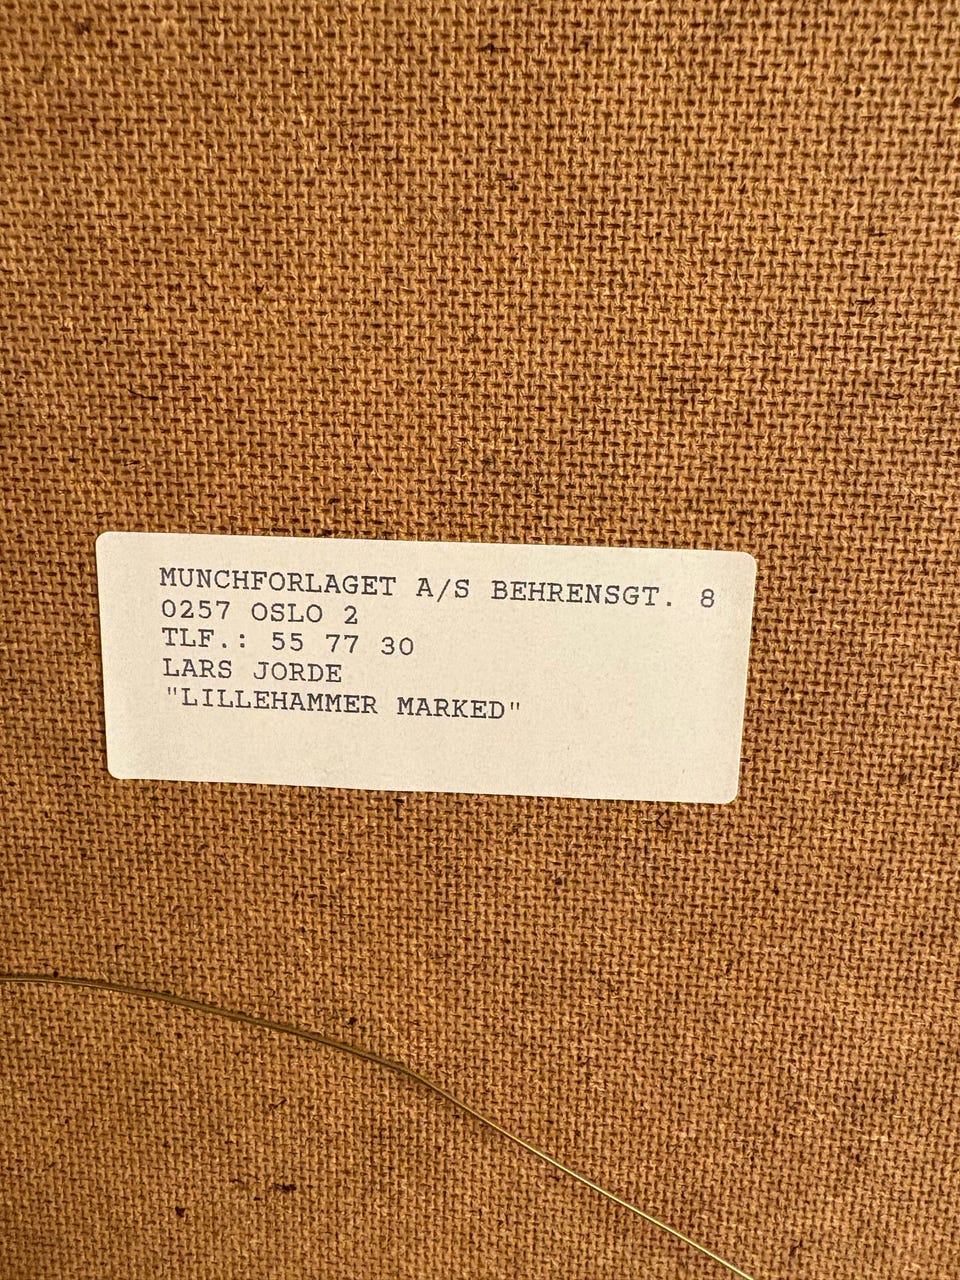 MUNCHFORLAGET A/S BEHRENSGT. 8
0257 OSLO 2
TLF.: 55 77 30
LARS JORDE
"LILLEHAMMER MARKED"